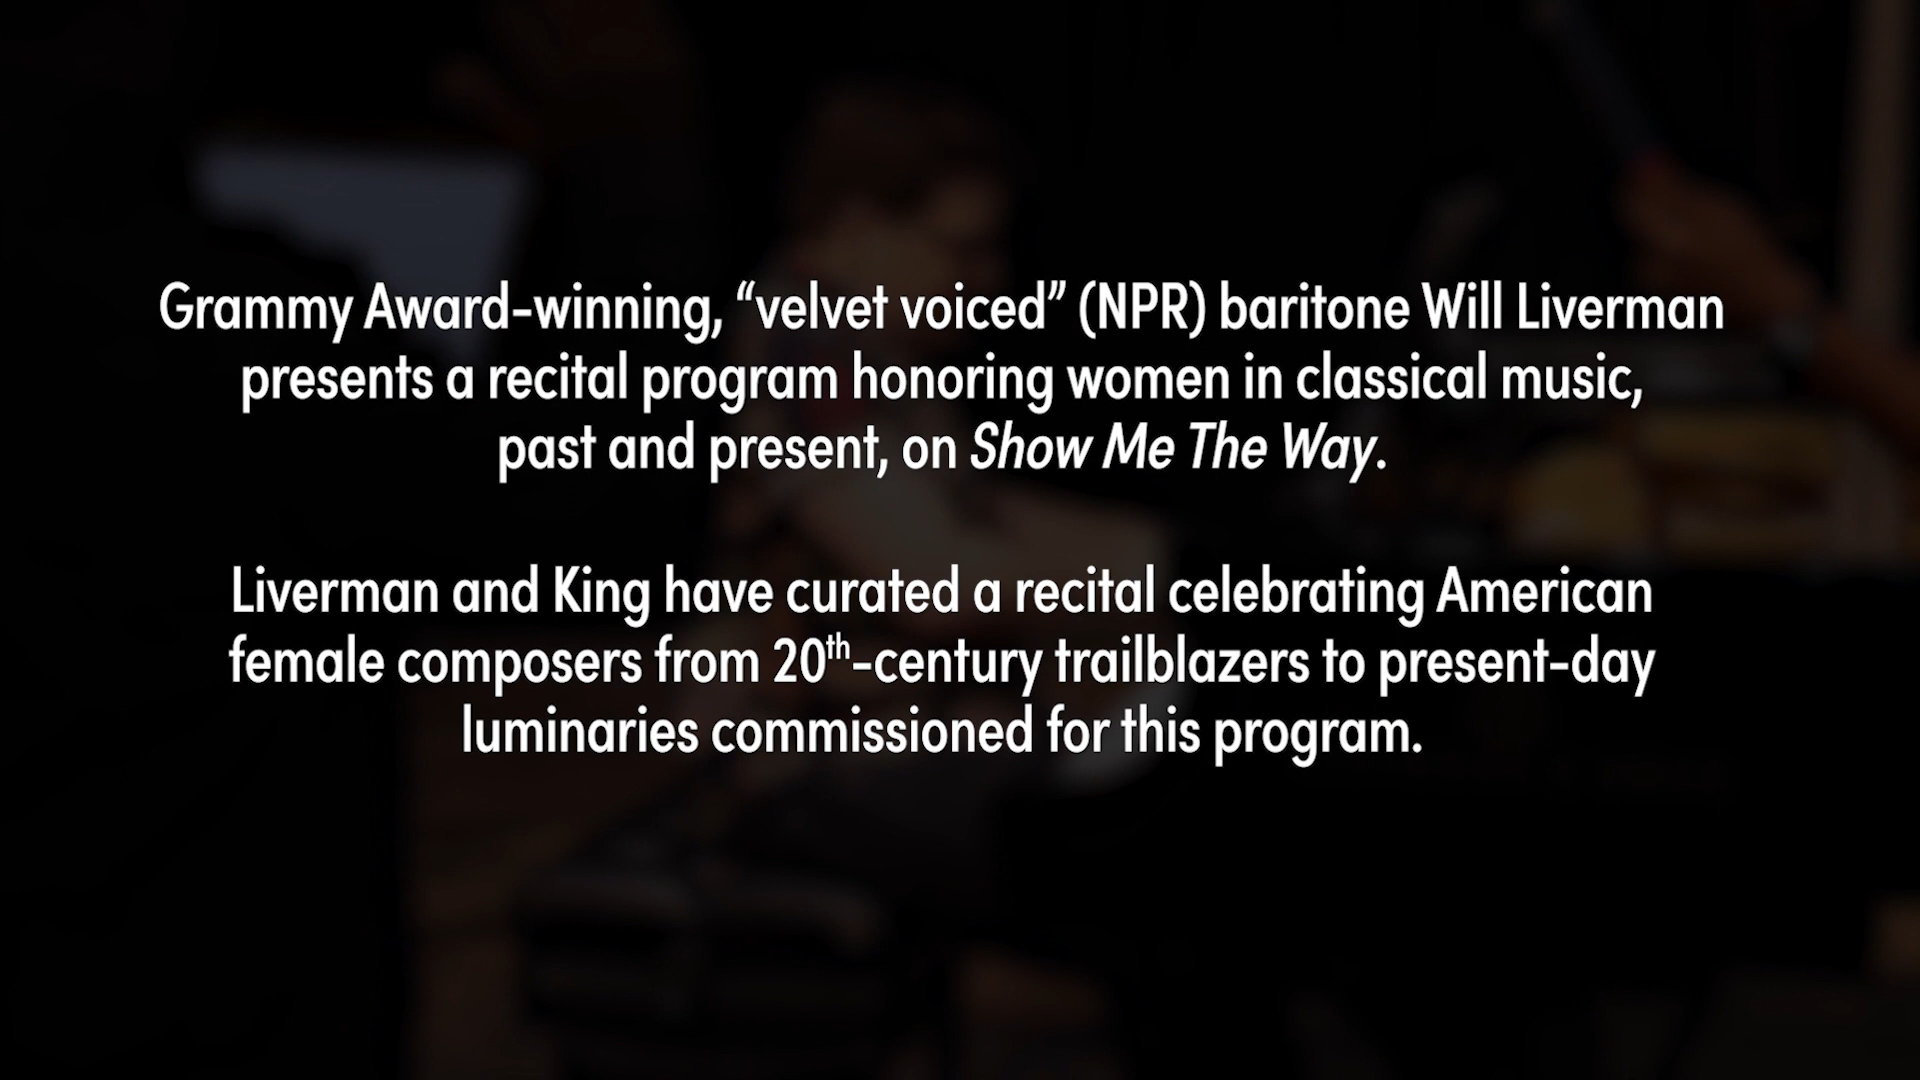 Grammy Award-winning, “velvet voiced” (NPR) baritone Will Liverman
presents a recital program honoring women in classical music,
past and present, on Show Me The Way.
Liverman and King have curated a recital celebrating American
female composers from 20th-century trailblazers to present-day
luminaries commissioned for this program.